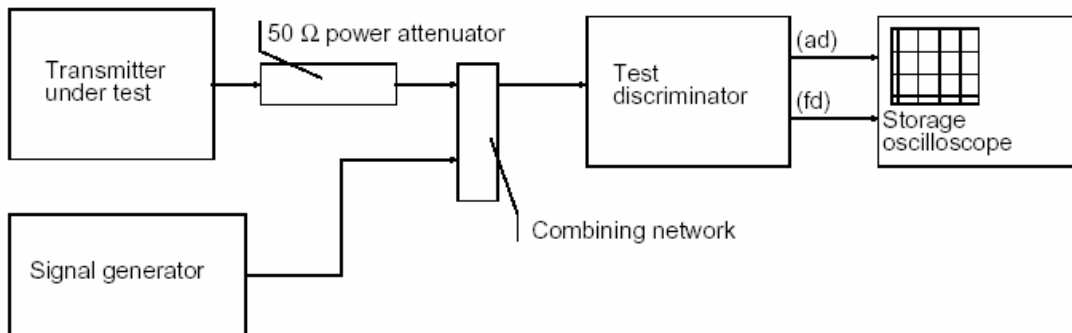 50 Ω power attenuator
Transmitter
under test
Test
discriminator
(ad)
(fd)
Storage
oscilloscope
Combining network
Signal generator